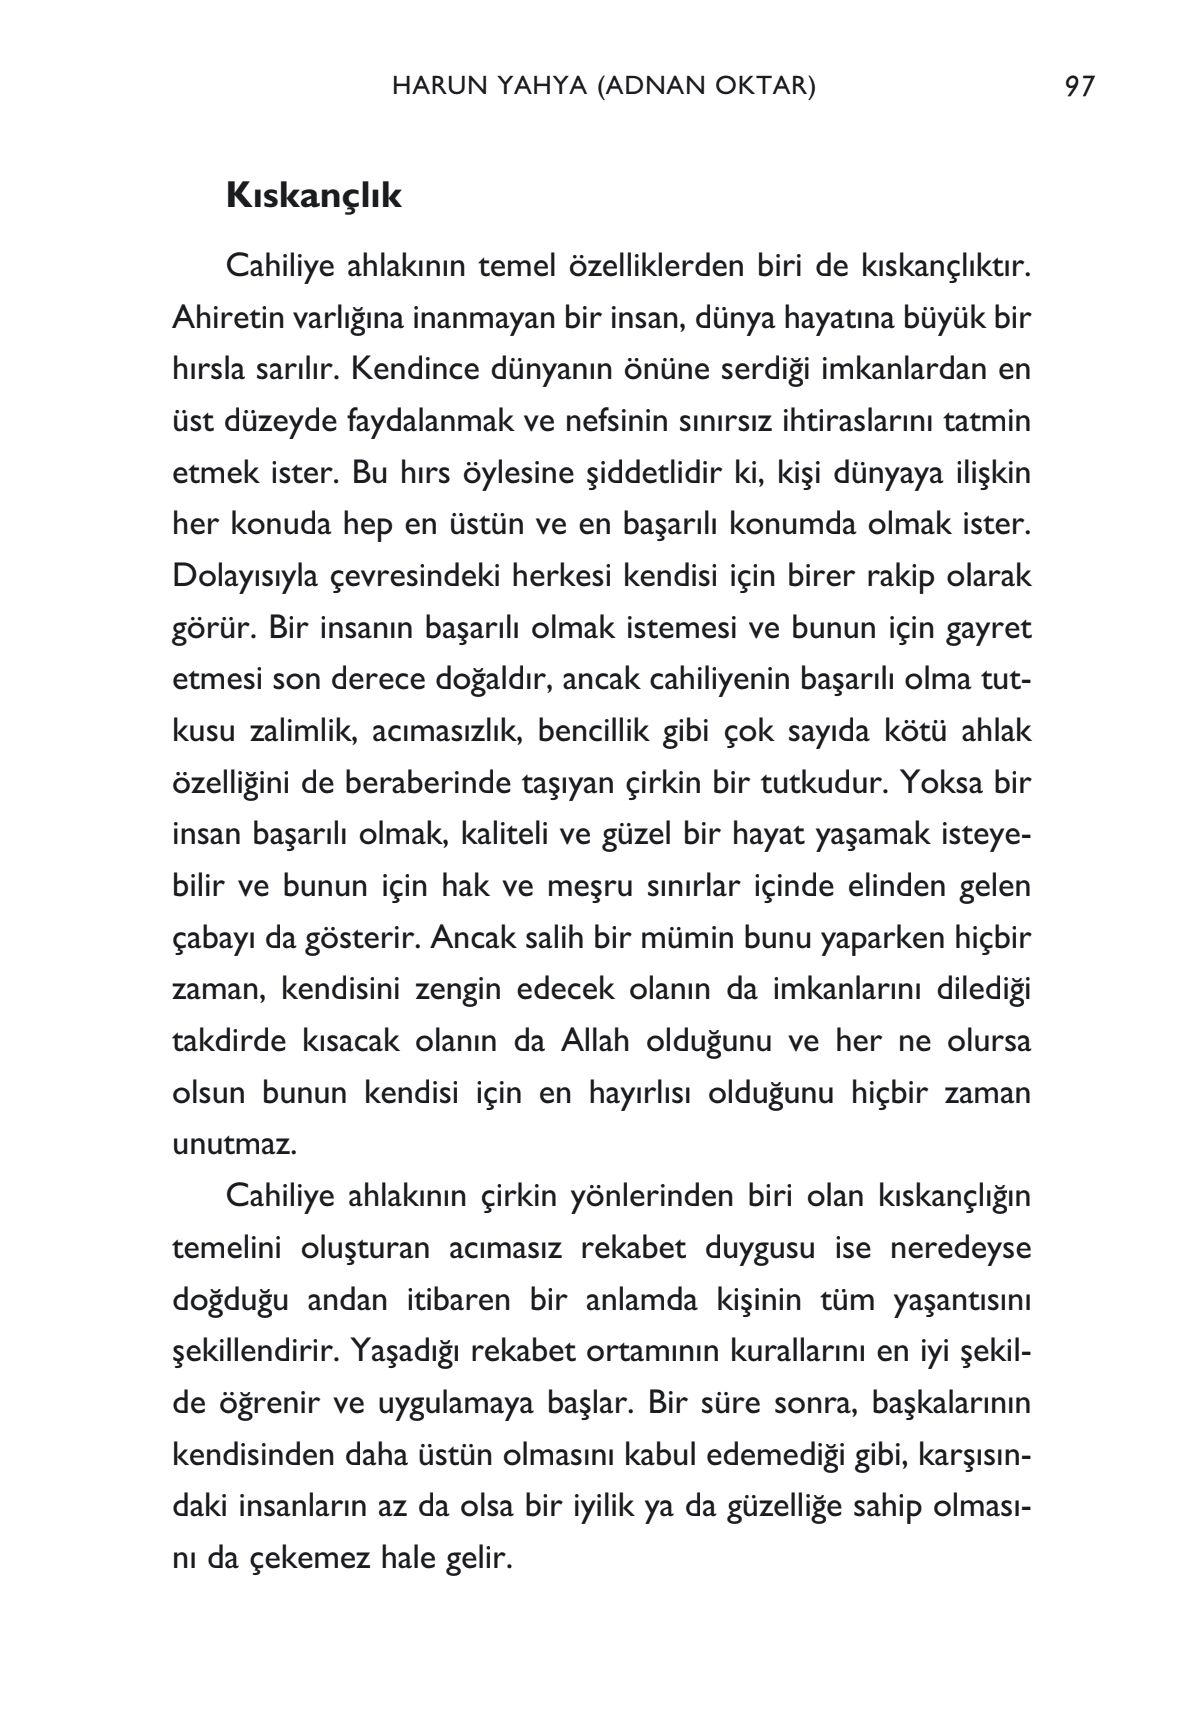 HARUN YAHYA (ADNAN OKTAR)
97
Kıskançlık
Cahiliye ahlakının temel özelliklerden biri de kıskançlıktır.
Ahiretin varlığına inanmayan bir insan, dünya hayatına büyük bir
hırsla sarılır. Kendince dünyanın önüne serdiği imkanlardan en
üst düzeyde faydalanmak ve nefsinin sınırsız ihtiraslarını tatmin
etmek ister. Bu hırs öylesine şiddetlidir ki, kişi dünyaya ilişkin
her konuda hep en üstün ve en başarılı konumda olmak ister.
Dolayısıyla çevresindeki herkesi kendisi için birer rakip olarak
görür. Bir insanın başarılı olmak istemesi ve bunun için gayret
etmesi son derece doğaldır, ancak cahiliyenin başarılı olma tut-
kusu zalimlik, acımasızlık, bencillik gibi çok sayıda kötü ahlak
özelliğini de beraberinde taşıyan çirkin bir tutkudur. Yoksa bir
insan başarılı olmak, kaliteli ve güzel bir hayat yaşamak isteye-
bilir ve bunun için hak ve meşru sınırlar içinde elinden gelen
çabayı da gösterir. Ancak salih bir mümin bunu yaparken hiçbir
zaman, kendisini zengin edecek olanın da imkanlarını dilediği
takdirde kısacak olanın da Allah olduğunu ve her ne olursa
olsun bunun kendisi için en hayırlısı olduğunu hiçbir zaman
unutmaz.
Cahiliye ahlakının çirkin yönlerinden biri olan kıskançlığın
temelini oluşturan acımasız rekabet duygusu ise neredeyse
doğduğu andan itibaren bir anlamda kişinin tüm yaşantısını
şekillendirir. Yaşadığı rekabet ortamının kurallarını en iyi şekil-
de öğrenir ve uygulamaya başlar. Bir süre sonra, başkalarının
kendisinden daha üstün olmasını kabul edemediği gibi, karşısın-
daki insanların az da olsa bir iyilik ya da güzelliğe sahip olması-
nı da çekemez hale gelir.